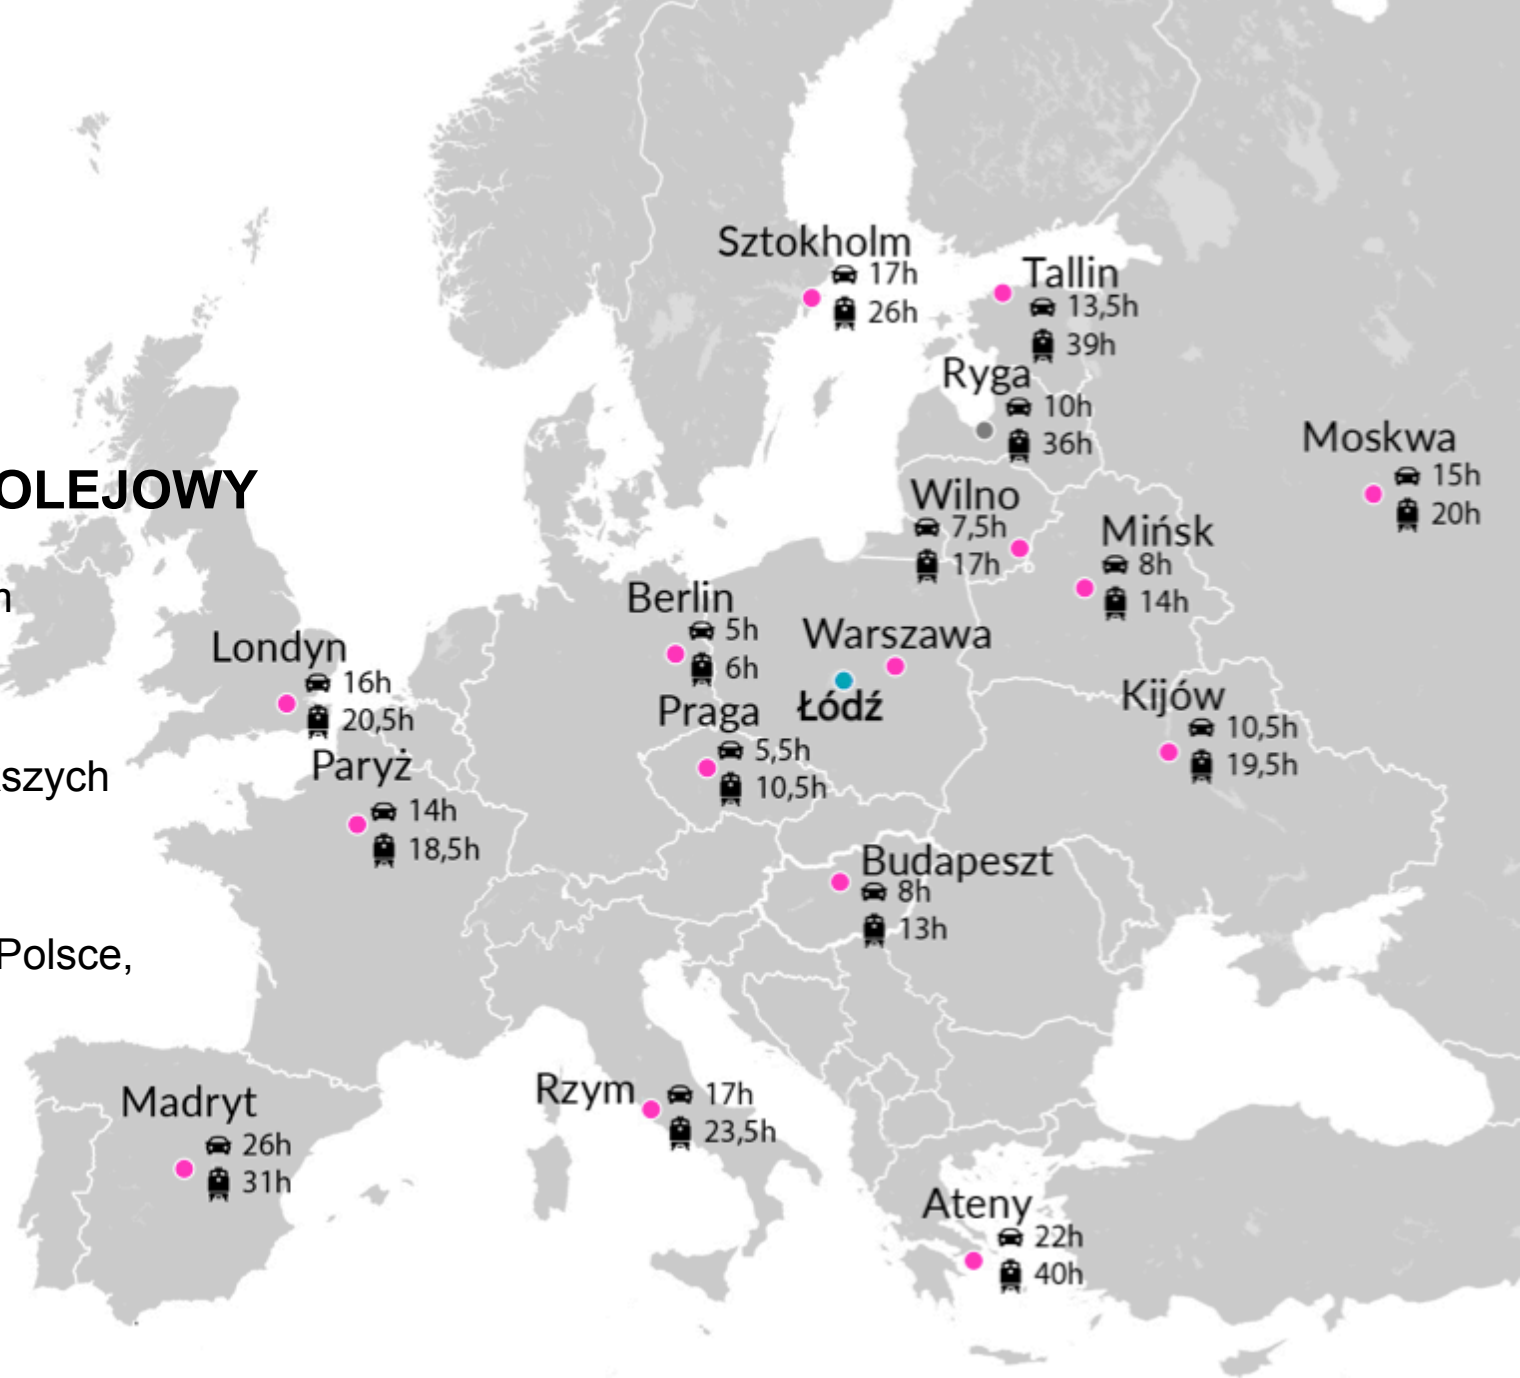 Sztokholm
17h
26h
Tallin
13,5h
39h
Ryga
10h
36h
Moskwa
15h
20h
OLEJOWY
Wilno
7,5h
17h
Mińsk
8h
14h
Berlin
5h
6h
Warszawa
Łódź
Londyn
16h
20,5h
Praga
5,5h
10,5h
Kijów
10,5h
19,5h
szych
Paryż
14h
18,5h
Budapeszt
8h
13h
Polsce,
Madryt
26h
31h
Rzym
17h
23,5h
Ateny
22h
40h